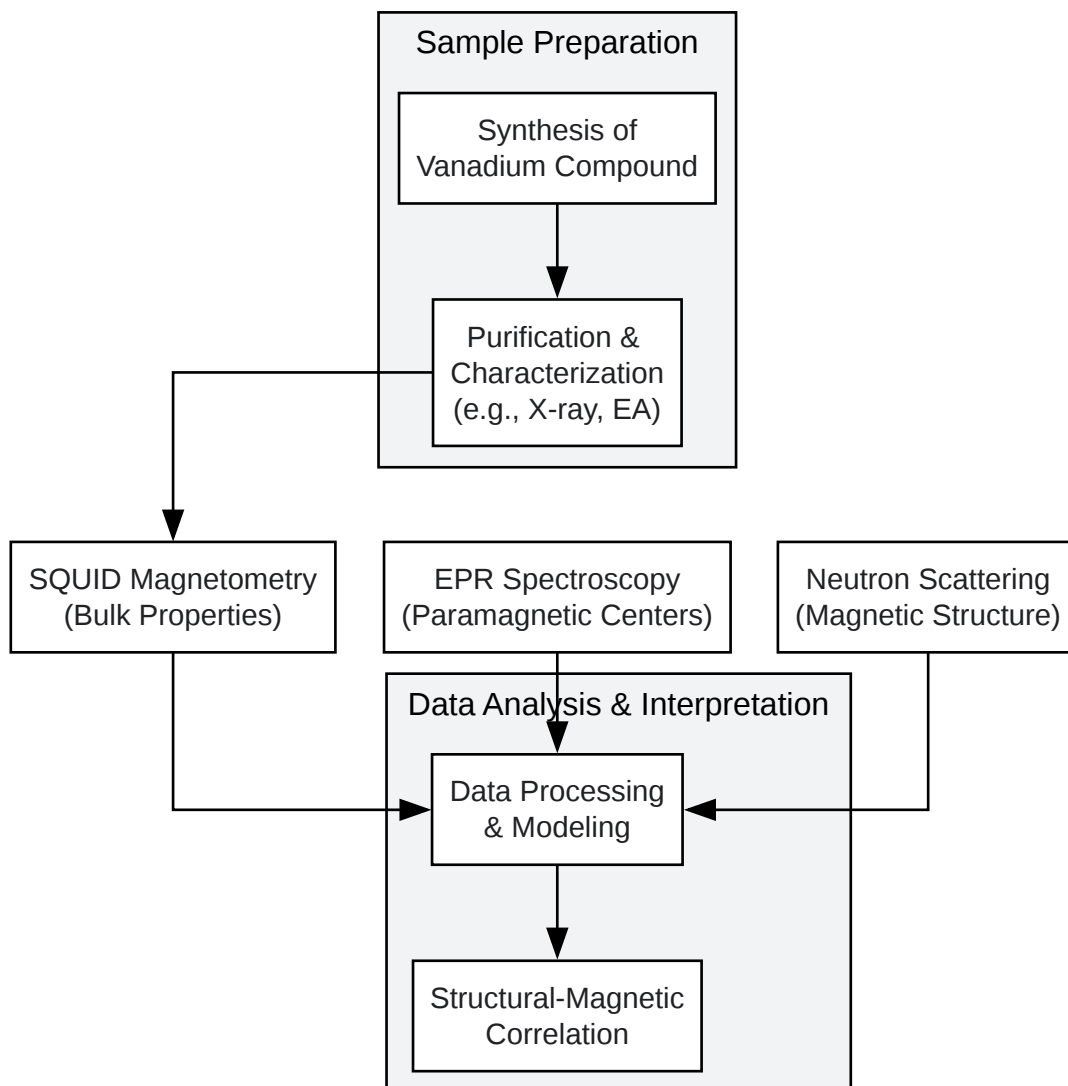 Sample Preparation
Synthesis of
Vanadium Compound
Purification &
Characterization
(e.g., X-ray, EA)
SQUID Magnetometry
(Bulk Properties)
EPR Spectroscopy
(Paramagnetic Centers)
Neutron Scattering
(Magnetic Structure)
Data Analysis & Interpretation
Data Processing
& Modeling
Structural-Magnetic
Correlation